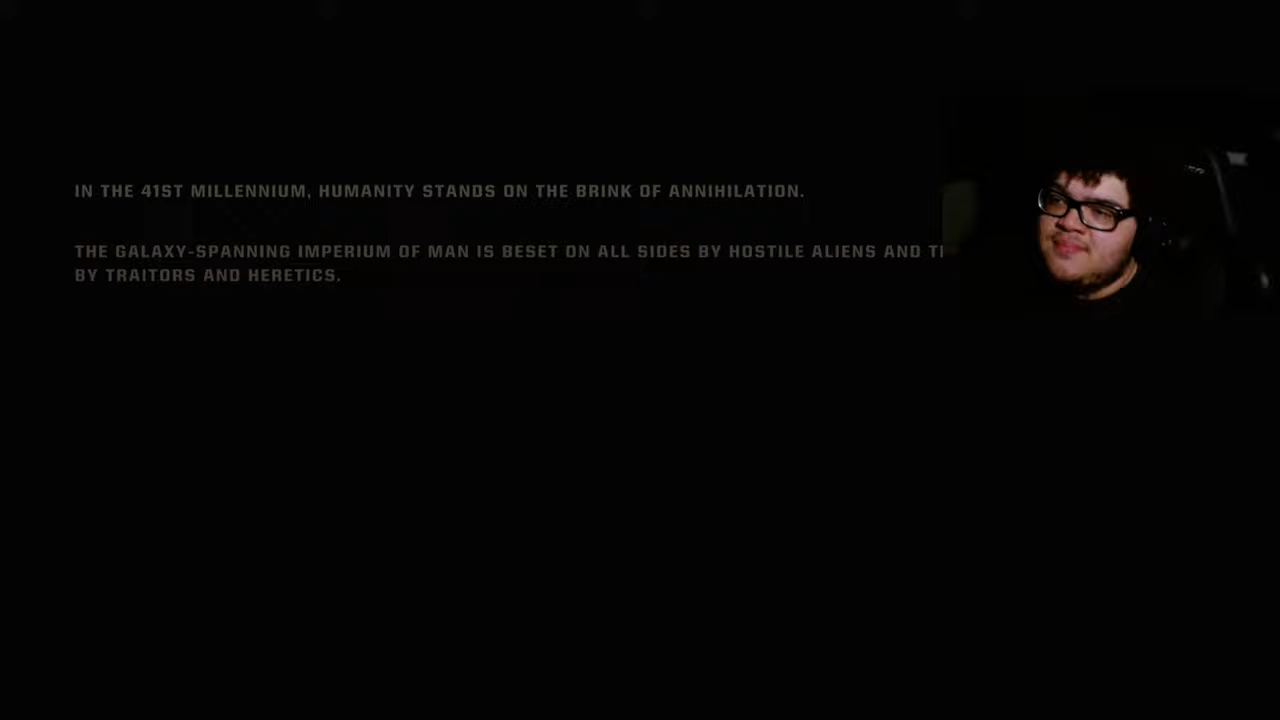 IN THE 41ST MILLENNIUM, HUMANITY STANDS ON THE BRINK OF ANNIHILATION.
THE GALAXY-SPANNING IMPERIUM OF MAN IS BESET ON ALL SIDES BY HOSTILE ALIENS AND
BY TRAITORS AND HERETICS.